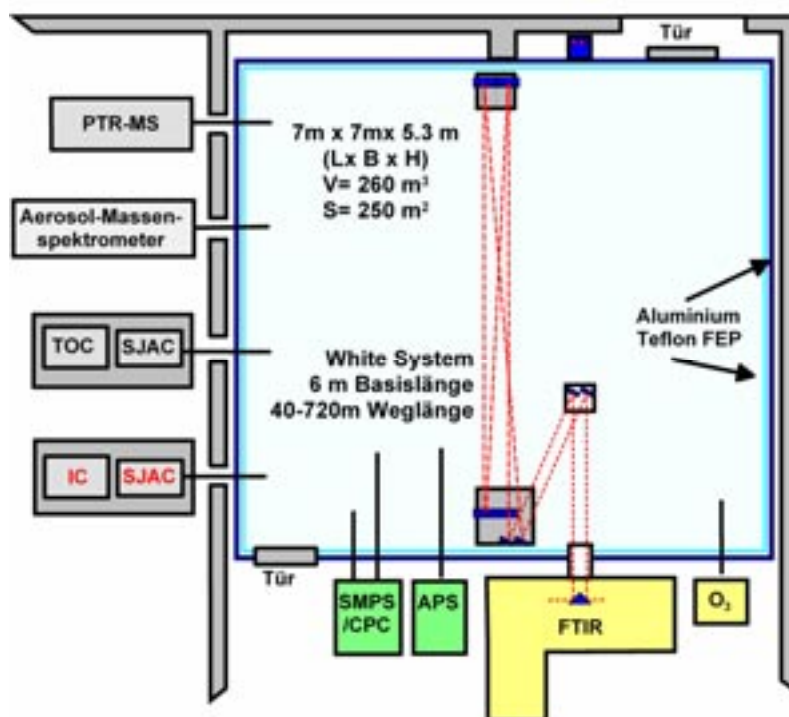 Tür
PTR-MS
7m x 7mx 5.3 m
(Lx B x H)
V= 260 m³
S= 250 m²
Aerosol-Massen-
spektrometer
Aluminium
Teflon FEP
TOC
SJAC
White System
6 m Basislänge
40-720m Weglänge
IC
SJAC
Tür
SMPS
/CPC
APS
FTIR
O₃